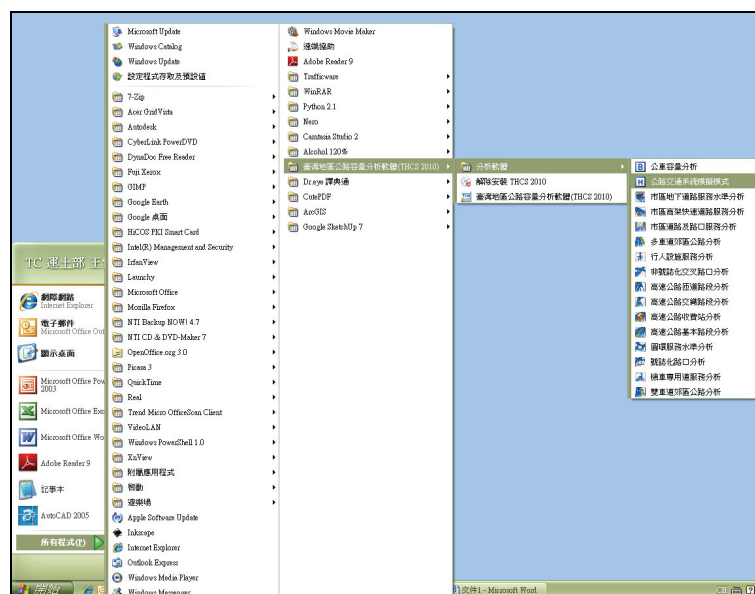 Microsoft Update
Windows Catalog
Windows Update
設定程式存取及預設值
7-Zip
Acer GridVista
Autodesk
CyberLink PowerDVD
DynaDoc Free Reader
Fuji Xerox
GIMP
Google Earth
Google 桌面
HiCOS PKI Smart Card
Intel(R) Management and Security
IrfanView
Launchy
Microsoft Office
Mozilla Firefox
NTI Backup NOW! 4.7
NTI CD & DVD-Maker 7
OpenOffice.org 3.0
Picasa 3
QuickTime
Real
Trend Micro OfficeScan Client
VideoLAN
Windows PowerShell 1.0
XnView
附屬應用程式
啟動
遊樂場
Apple Software Update
Inkscape
Internet Explorer
Outlook Express
Windows Media Player
Windows Messenger
Windows Movie Maker
遠端協助
Adobe Reader 9
Trafficware
WinRAR
Python 2.1
Nero
Camtasia Studio 2
Alcohol 120%
臺灣地區公路容量分析軟體(THCS 2010)
Dr.eye 譯典通
CutePDF
ArcGIS
Google SketchUp 7
分析軟體
解除安裝 THCS 2010
臺灣地區公路容量分析軟體(THCS 2010)
公車容量分析
公路交通系統模擬模式
市區地下道路服務水準分析
市區高架快速道路服務分析
市區道路及路口服務分析
多車道郊區公路分析
行人設施服務分析
非號誌化交叉路口分析
高速公路匝道路段分析
高速公路交織路段分析
高速公路收費站分析
高速公路基本路段分析
圓環服務水準分析
號誌化路口分析
機車專用道服務分析
雙車道郊區公路分析
TC 運土部 王
網際網路
Internet Explorer
電子郵件
Microsoft Office Out
顯示桌面
Microsoft Office Pow
2003
Microsoft Office Exc
Microsoft Office Wo
Adobe Reader 9
記事本
AutoCAD 2005
所有程式(P)
開始
文件1 - Microsoft Word
CH